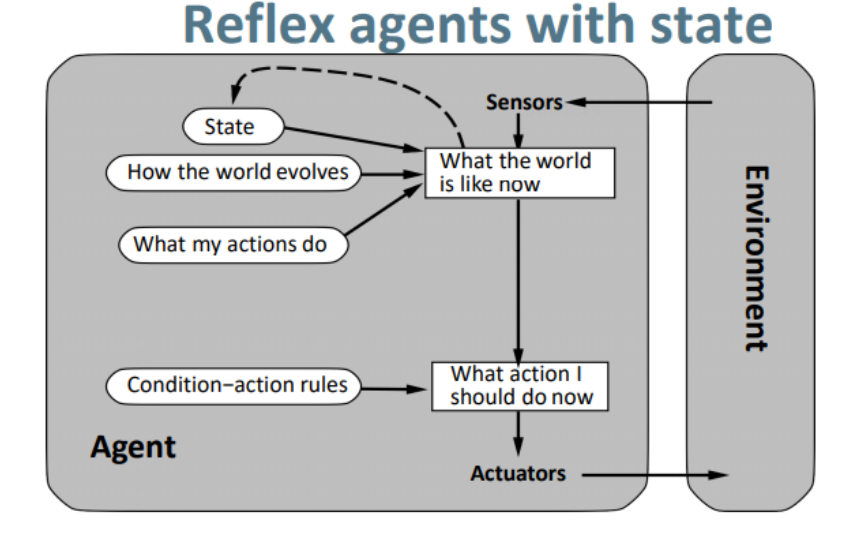 Reflex agents with state
Sensors
State
What the world
is like now
How the world evolves
What my actions do
Environment
What action I
should do now
Condition−action rules
Agent
Actuators